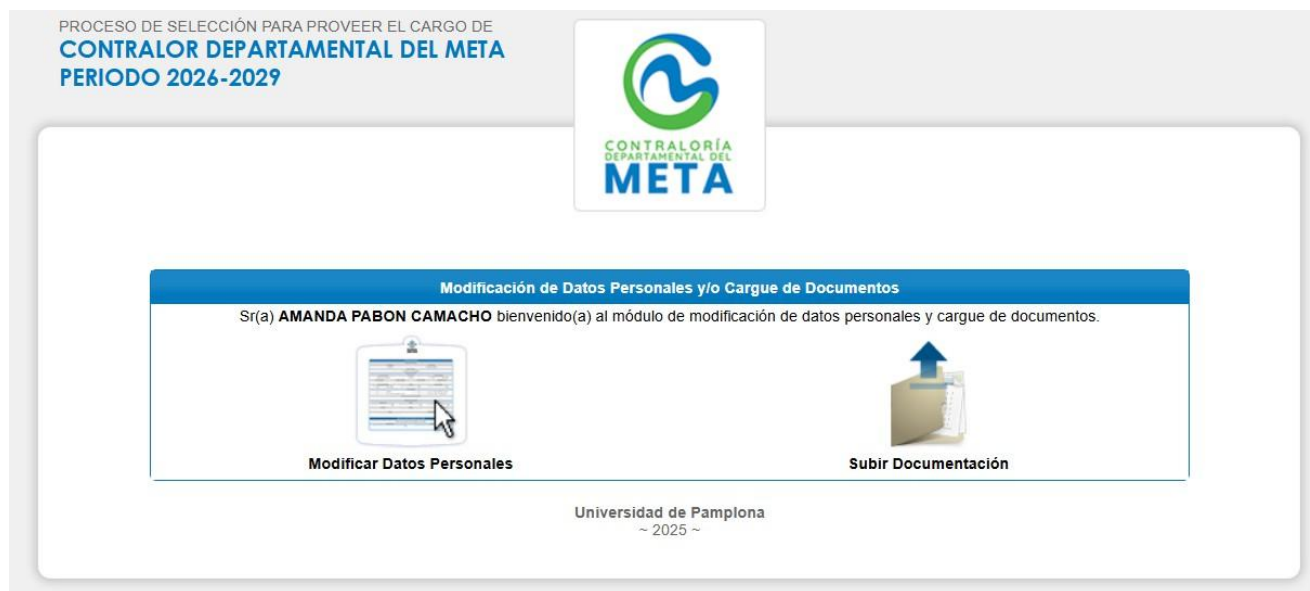 PROCESO DE SELECCIÓN PARA PROVEER EL CARGO DE
CONTRALOR DEPARTAMENTAL DEL META
PERIODO 2026-2029
CONTRALORÍA
DEPARTAMENTAL DEL
META
Modificación de Datos Personales y/o Cargue de Documentos
Sr(a) AMANDA PABON CAMACHO bienvenido(a) al módulo de modificación de datos personales y cargue de documentos.
Modificar Datos Personales
Subir Documentación
Universidad de Pamplona
~ 2025 ~